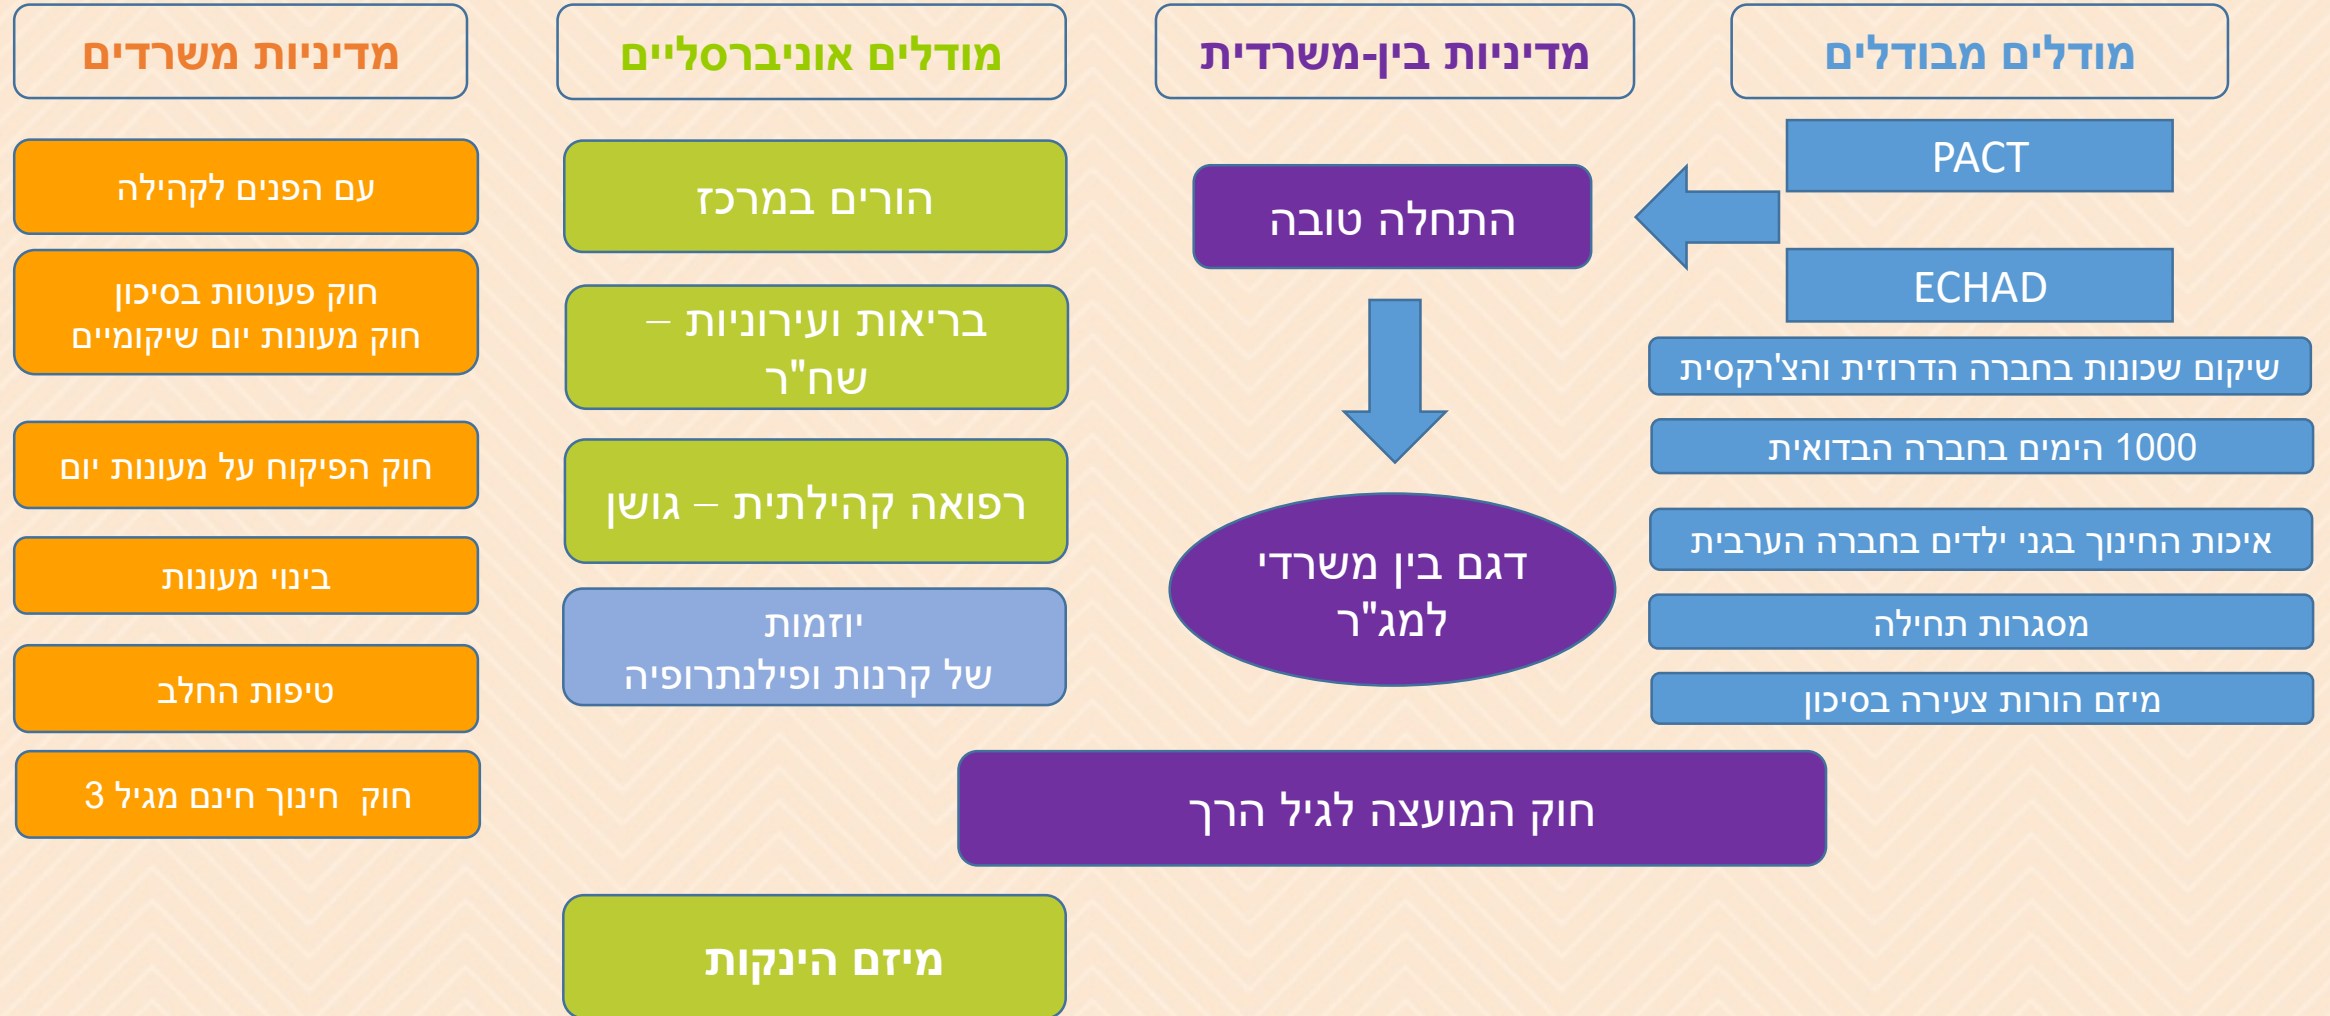 מודלים מבודלים
PACT
ECHAD
שיקום שכונות בחברה הדרוזית והצ'רקסית
1000 הימים בחברה הבדואית
איכות החינוך בגני ילדים בחברה הערבית
מסגרות תחילה
מיזם הורות צעירה בסיכון
מדיניות בין-משרדית
התחלה טובה
דגם בין משרדי
למג"ר
חוק המועצה לגיל הרך
מודלים אוניברסליים
הורים במרכז
בריאות ועירוניות –
שח"ר
רפואה קהילתית – גושן
יוזמות
של קרנות ופילנתרופיה
מיזם הינקות
מדיניות משרדים
עם הפנים לקהילה
חוק פעוטות בסיכון
חוק מעונות יום שיקומיים
חוק הפיקוח על מעונות יום
בינוי מעונות
טיפות החלב
חוק חינוך חינם מגיל 3